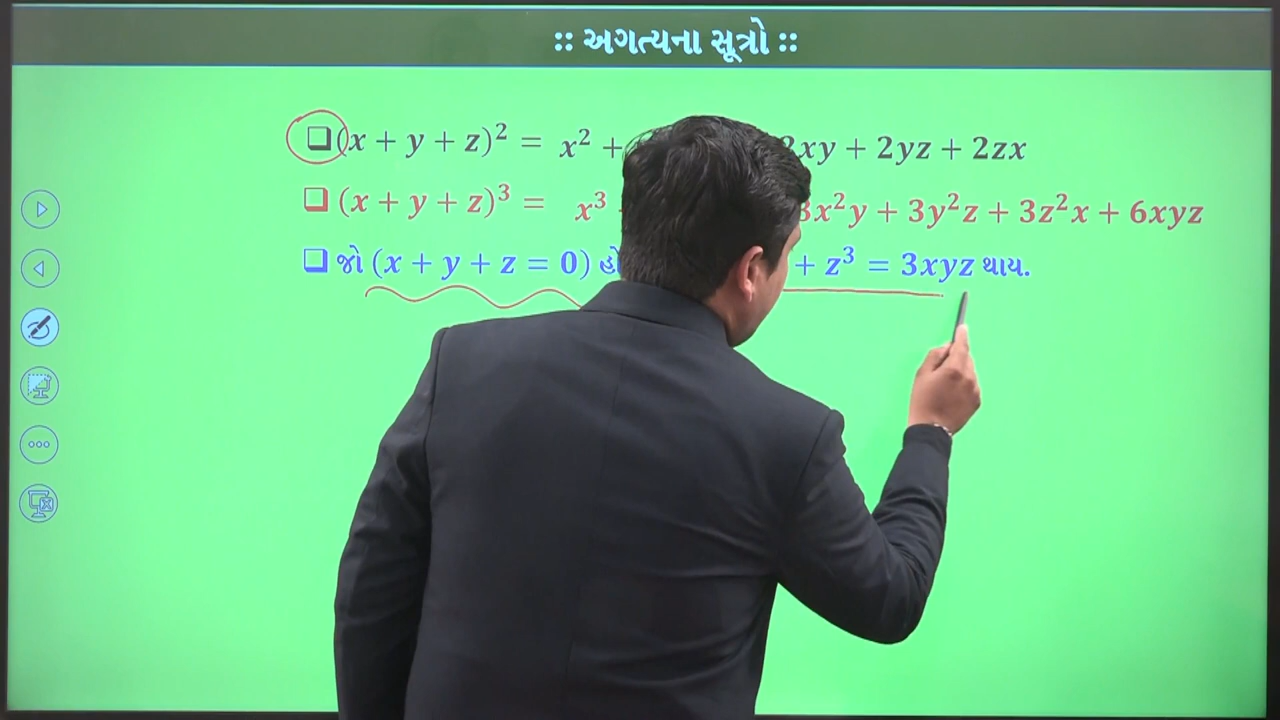 :: અગત્યના સૂત્રો ::
❑ (x + y + z)² = x² + 2xy + 2yz + 2zx
❑ (x + y + z)³ = x³ 3x²y + 3y²z + 3z²x + 6xyz
❑ જો (x + y + z = 0) + z³ = 3xyz થાય.